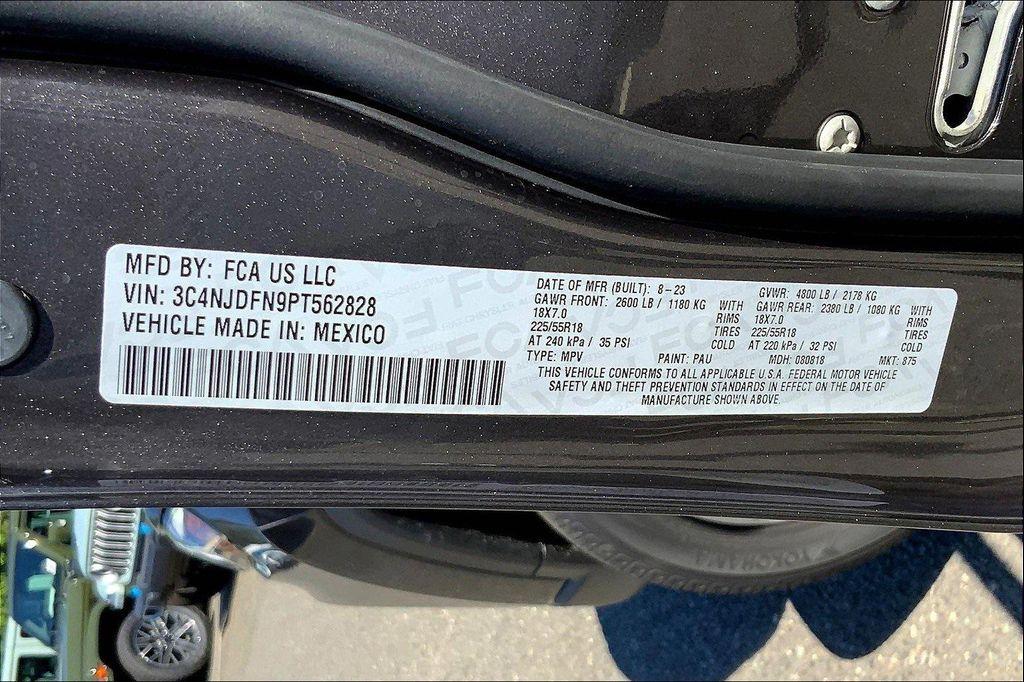 MFD BY: FCA US LLC
VIN: 3C4NJDFN9PT562828
VEHICLE MADE IN: MEXICO
DATE OF MFR (BUILT): 8-23 GVWR: 4800 LB / 2178 KG
GAWR FRONT: 2600 LB / 1180 KG WITH GAWR REAR: 2380 LB / 1080 KG WITH
18X7.0 RIMS 18X7.0 RIMS
225/55R18 TIRES 225/55R18 TIRES
AT 240 kPa / 35 PSI COLD AT 220 kPa / 32 PSI COLD
TYPE: MPV PAINT: PAU MDH: 080818 MKT: 875
THIS VEHICLE CONFORMS TO ALL APPLICABLE U.S.A. FEDERAL MOTOR VEHICLE
SAFETY AND THEFT PREVENTION STANDARDS IN EFFECT ON THE DATE OF
MANUFACTURE SHOWN ABOVE.
YOKOHAMA